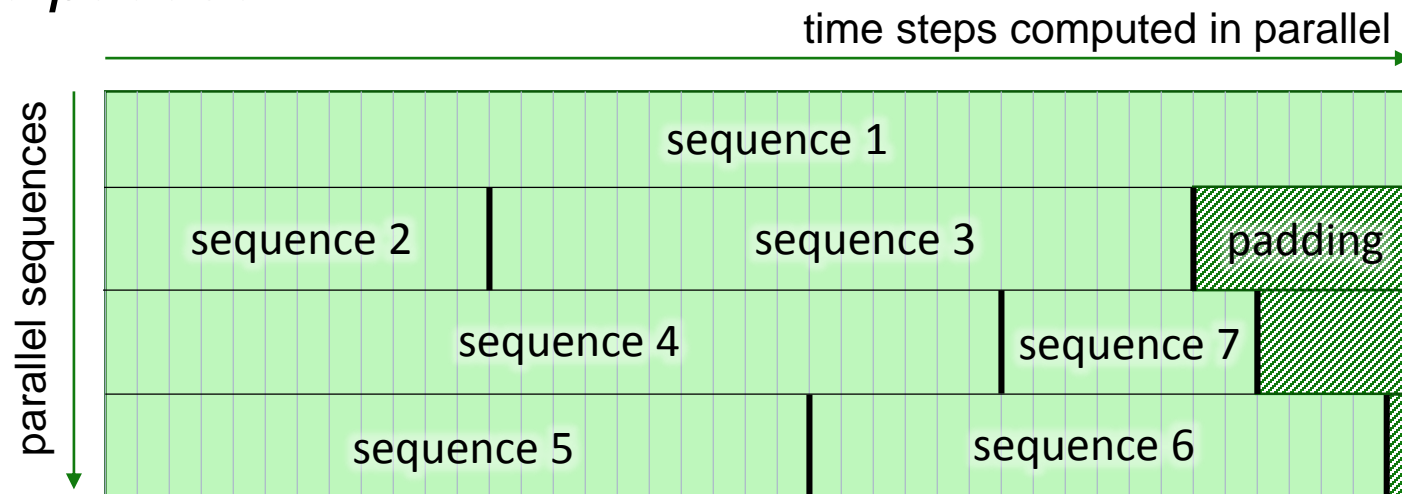 time steps computed in parallel
parallel sequences
sequence 1
sequence 2
sequence 3
padding
sequence 4
sequence 7
sequence 5
sequence 6